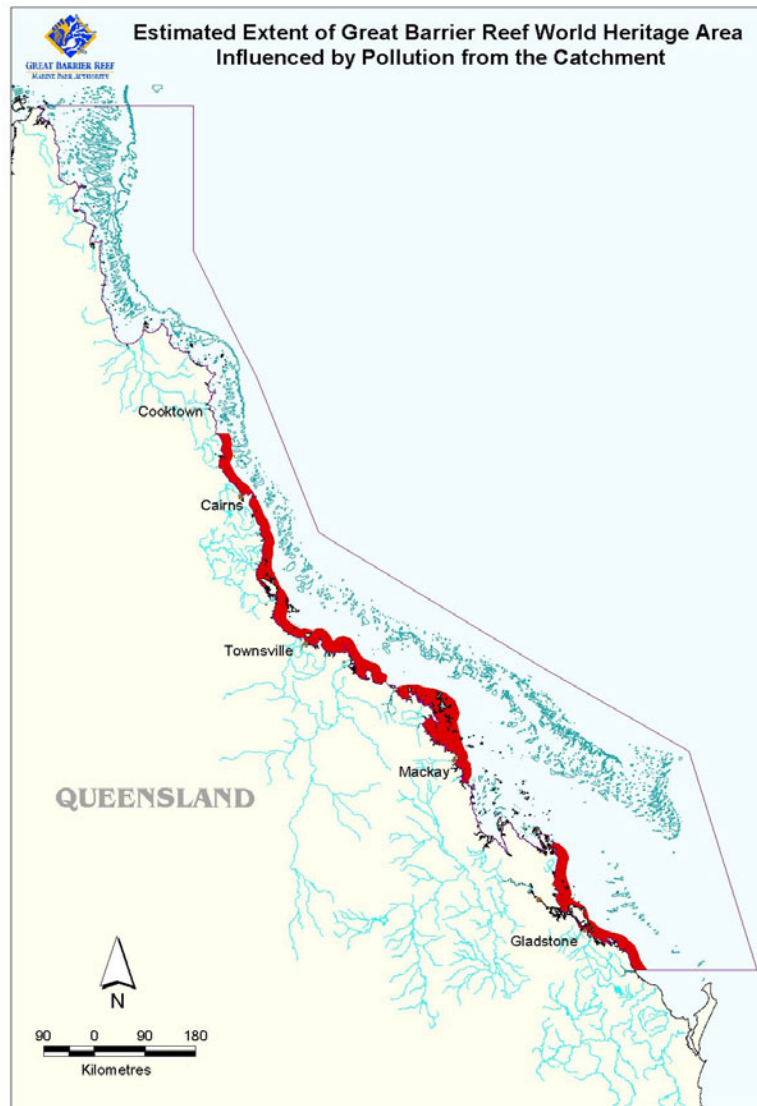 Estimated Extent of Great Barrier Reef World Heritage Area
Influenced by Pollution from the Catchment
GREAT BARRIER REEF
MARINE PARK AUTHORITY
Cooktown
Cairns
Townsville
Mackay
QUEENSLAND
Gladstone
N
90 0 90 180
Kilometres